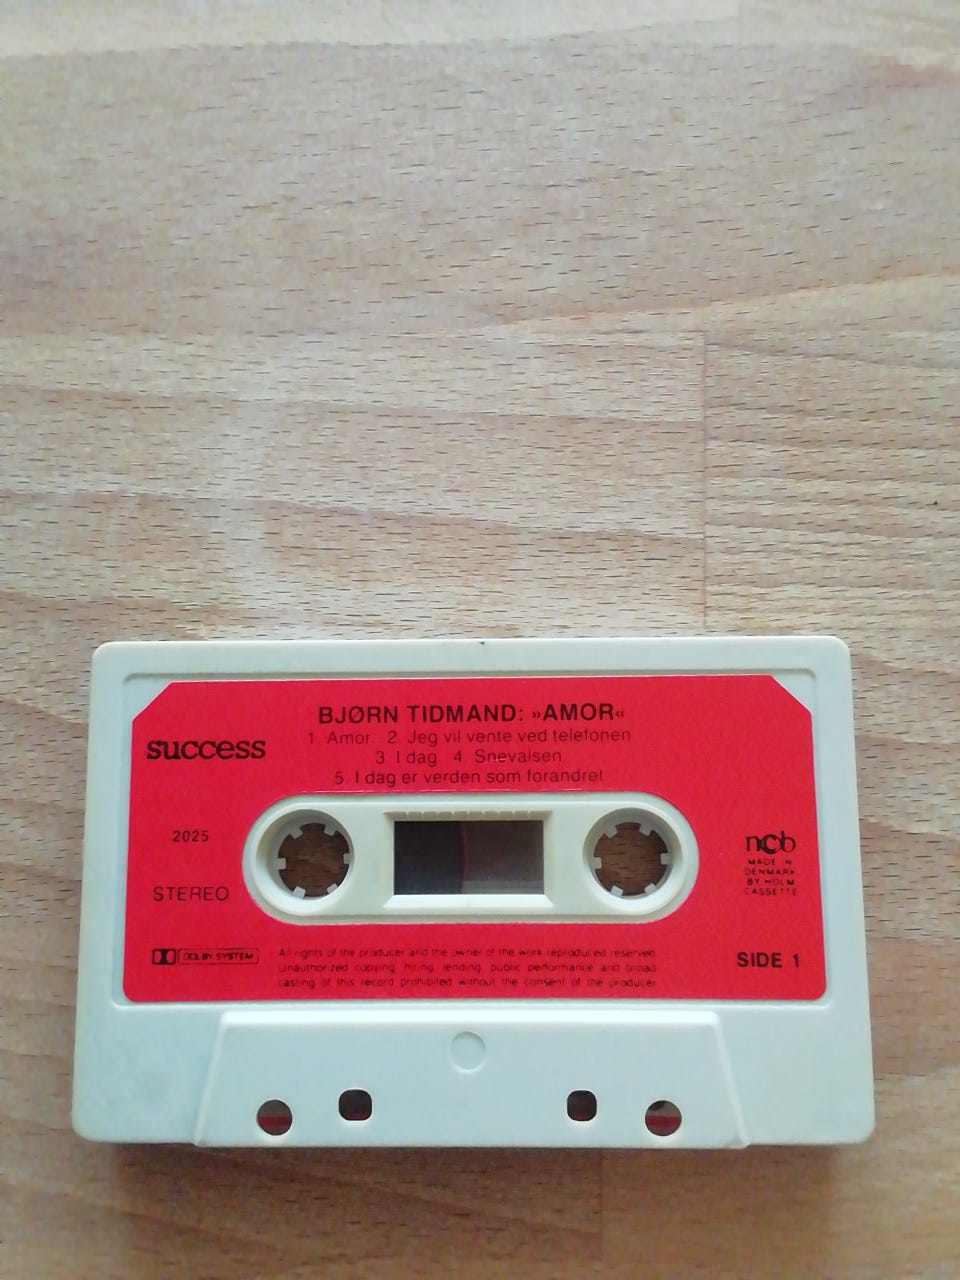 BJØRN TIDMAND: »AMOR«
1. Amor 2. Jeg vil vente ved telefonen
3. I dag 4. Snevalsen
5. I dag er verden som forandret
success
2025
STEREO
ncb
MADE IN
DENMARK
BY HOLM
CASSETTE
DOLBY SYSTEM
All rights of the producer and the owner of the work reproduced reserved
Unauthorized copying hiring lending public performance and broad
casting of this record prohibited without the consent of the producer
SIDE 1